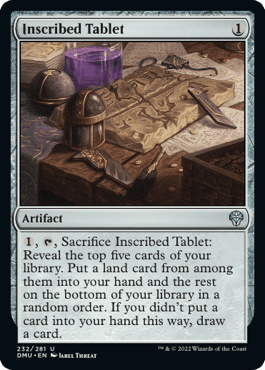 Inscribed Tablet 1
Artifact
1, T, Sacrifice Inscribed Tablet:
Reveal the top five cards of your
library. Put a land card from among
them into your hand and the rest
on the bottom of your library in a
random order. If you didn't put a
card into your hand this way, draw
a card.
232/281 U
DMU • EN JAREL THREAT
™ & © 2022 Wizards of the Coast